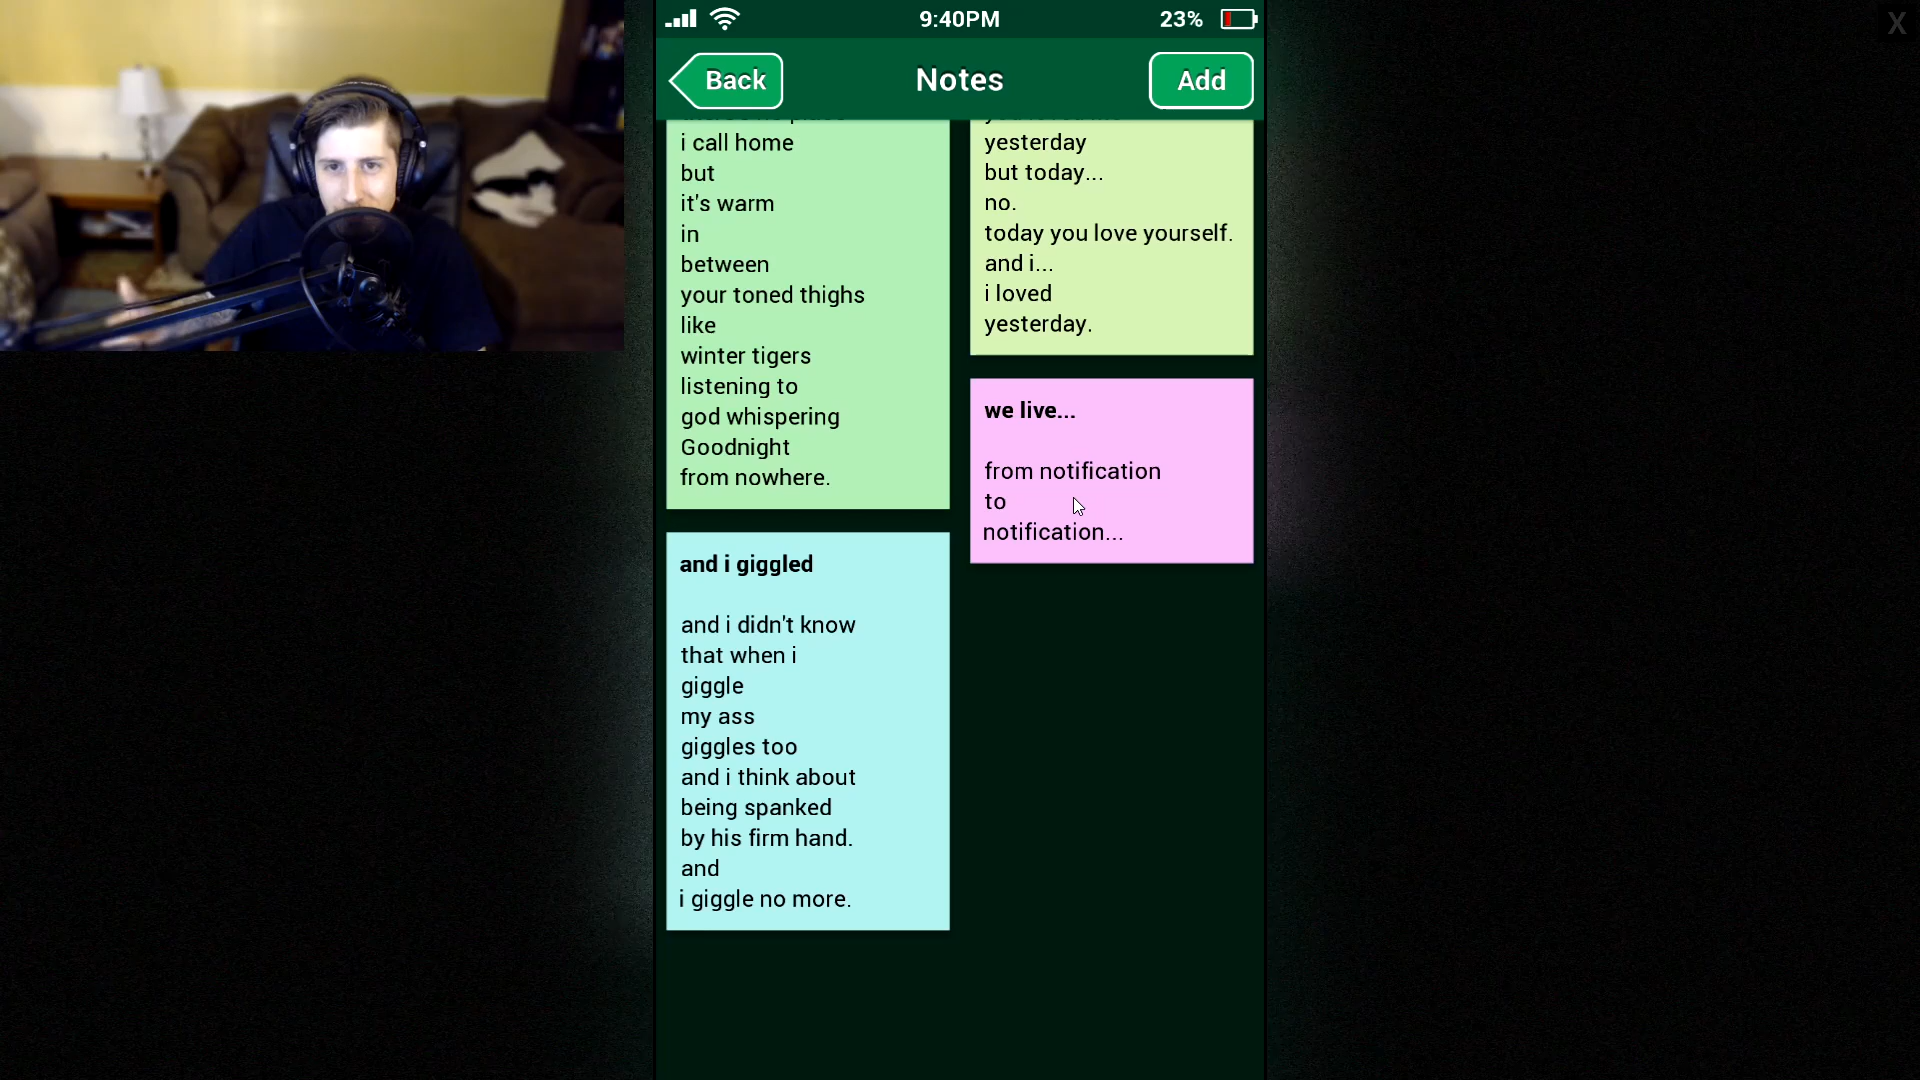 9:40PM
23%
X
Back
Notes
Add
i call home
but
it's warm
in
between
your toned thighs
like
winter tigers
listening to
god whispering
Goodnight
from nowhere.
and i giggled
and i didn't know
that when i
giggle
my ass
giggles too
and i think about
being spanked
by his firm hand.
and
i giggle no more.
yesterday
but today...
no.
today you love yourself.
and i...
i loved
yesterday.
we live...
from notification
to
notification...